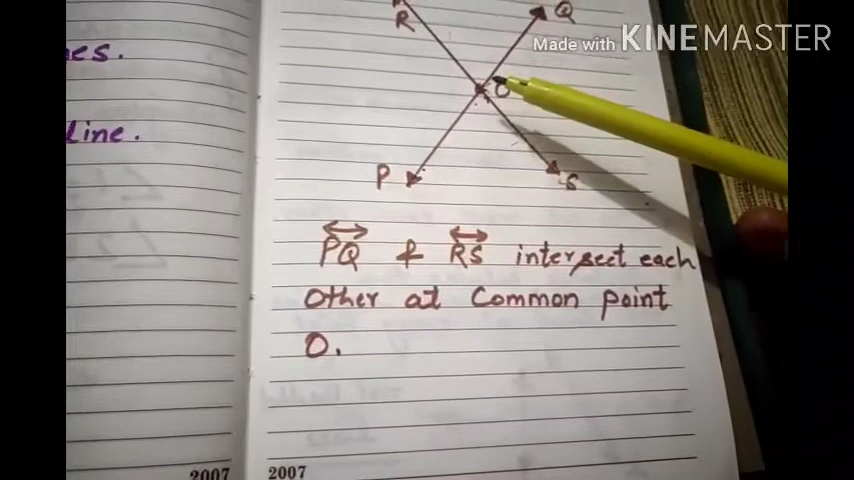 R
Q
Made with KINEMASTER
es.
O
Line.
P
S
PQ & RS intersect each
Other at Common point
O.
2007
2007